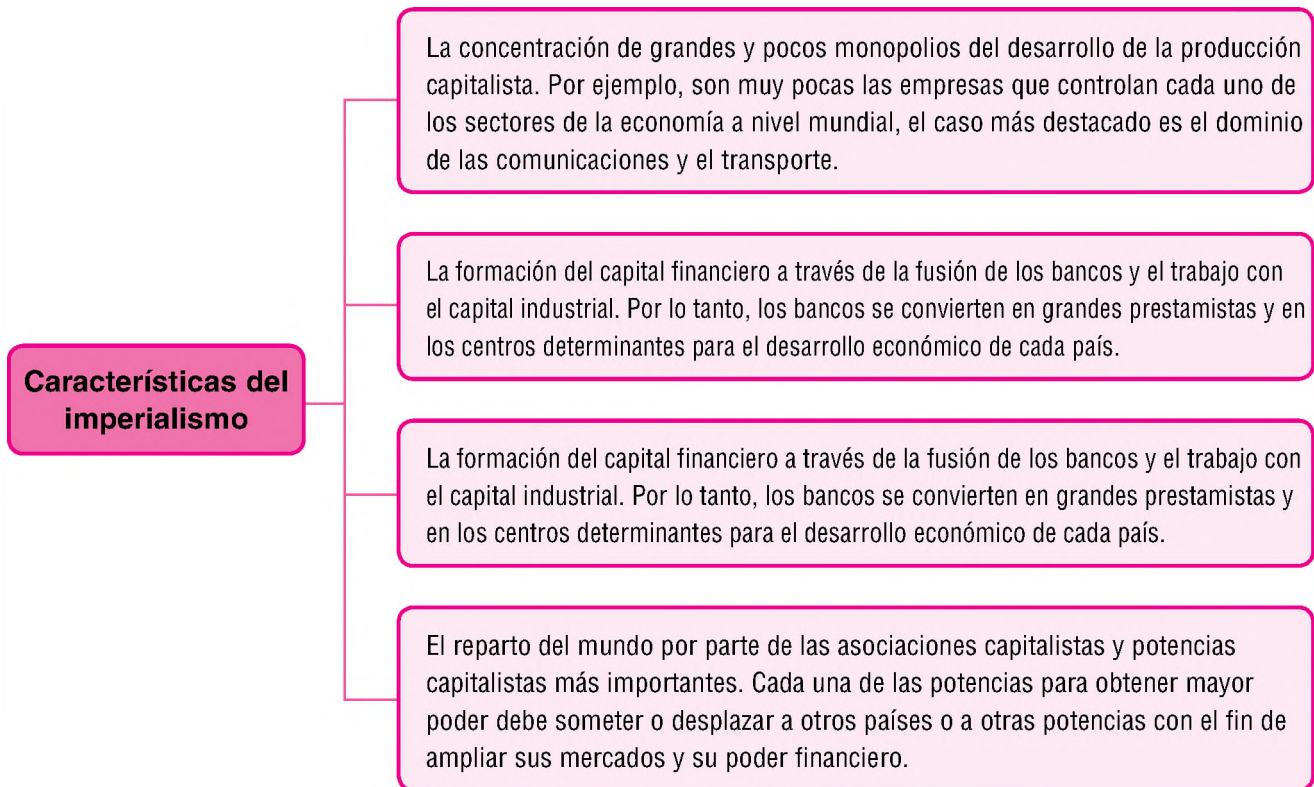 La concentración de grandes y pocos monopolios del desarrollo de la producción
capitalista. Por ejemplo, son muy pocas las empresas que controlan cada uno de
los sectores de la economía a nivel mundial, el caso más destacado es el dominio
de las comunicaciones y el transporte.
La formación del capital financiero a través de la fusión de los bancos y el trabajo con
el capital industrial. Por lo tanto, los bancos se convierten en grandes prestamistas y en
los centros determinantes para el desarrollo económico de cada país.
Características del
imperialismo
La formación del capital financiero a través de la fusión de los bancos y el trabajo con
el capital industrial. Por lo tanto, los bancos se convierten en grandes prestamistas y
en los centros determinantes para el desarrollo económico de cada país.
El reparto del mundo por parte de las asociaciones capitalistas y potencias
capitalistas más importantes. Cada una de las potencias para obtener mayor
poder debe someter o desplazar a otros países o a otras potencias con el fin de
ampliar sus mercados y su poder financiero.